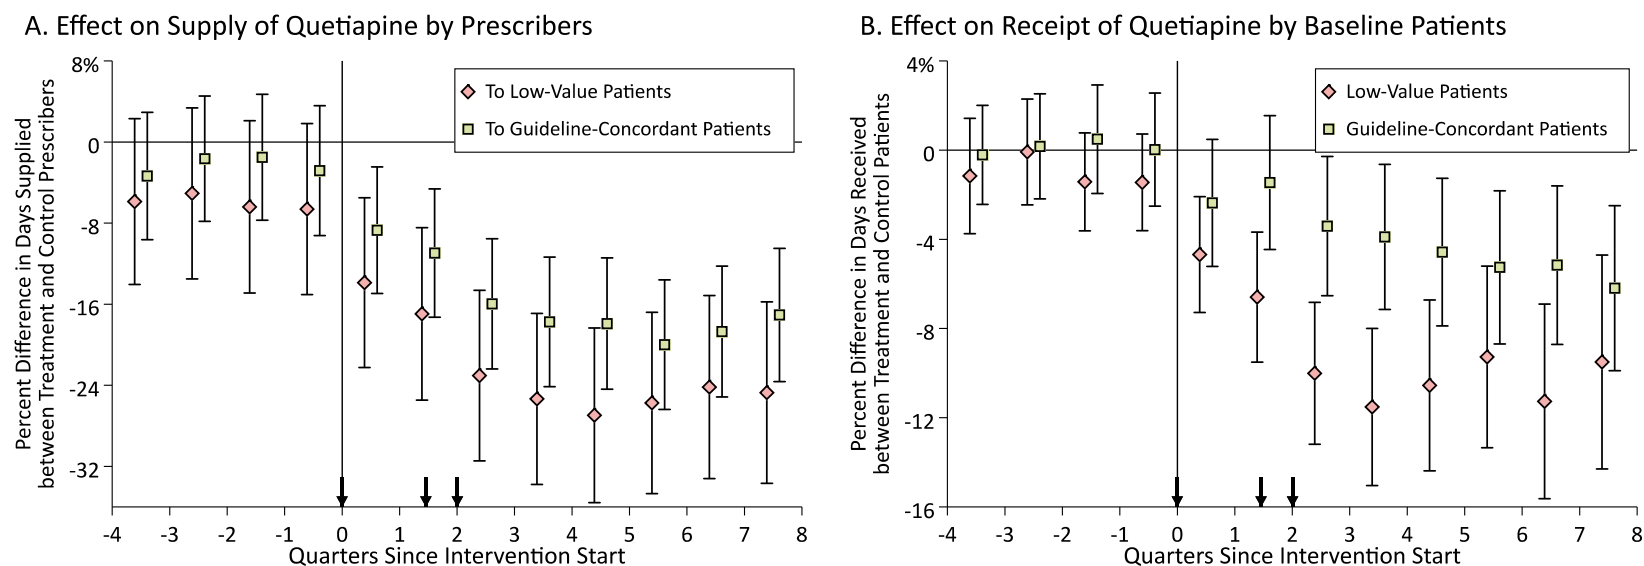 A. Effect on Supply of Quetiapine by Prescribers
Percent Difference in Days Supplied
between Treatment and Control Prescribers
8%
0
-8
-16
-24
-32
To Low-Value Patients
To Guideline-Concordant Patients
-4 -3 -2 -1 0 1 2 3 4 5 6 7 8
Quarters Since Intervention Start
B. Effect on Receipt of Quetiapine by Baseline Patients
Percent Difference in Days Received
between Treatment and Control Patients
4%
0
-4
-8
-12
-16
Low-Value Patients
Guideline-Concordant Patients
-4 -3 -2 -1 0 1 2 3 4 5 6 7 8
Quarters Since Intervention Start